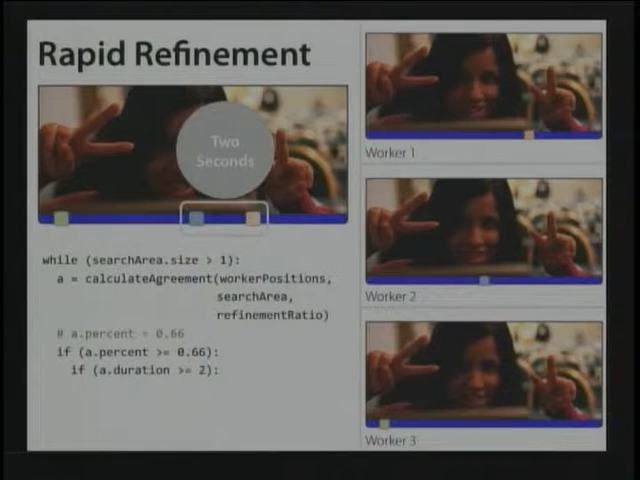 Rapid Refinement
Two
Seconds
while (searchArea.size > 1):
a = calculateAgreement(workerPositions,
searchArea,
refinementRatio)
# a.percent = 0.66
if (a.percent >= 0.66):
if (a.duration >= 2):
Worker 1
Worker 2
Worker 3